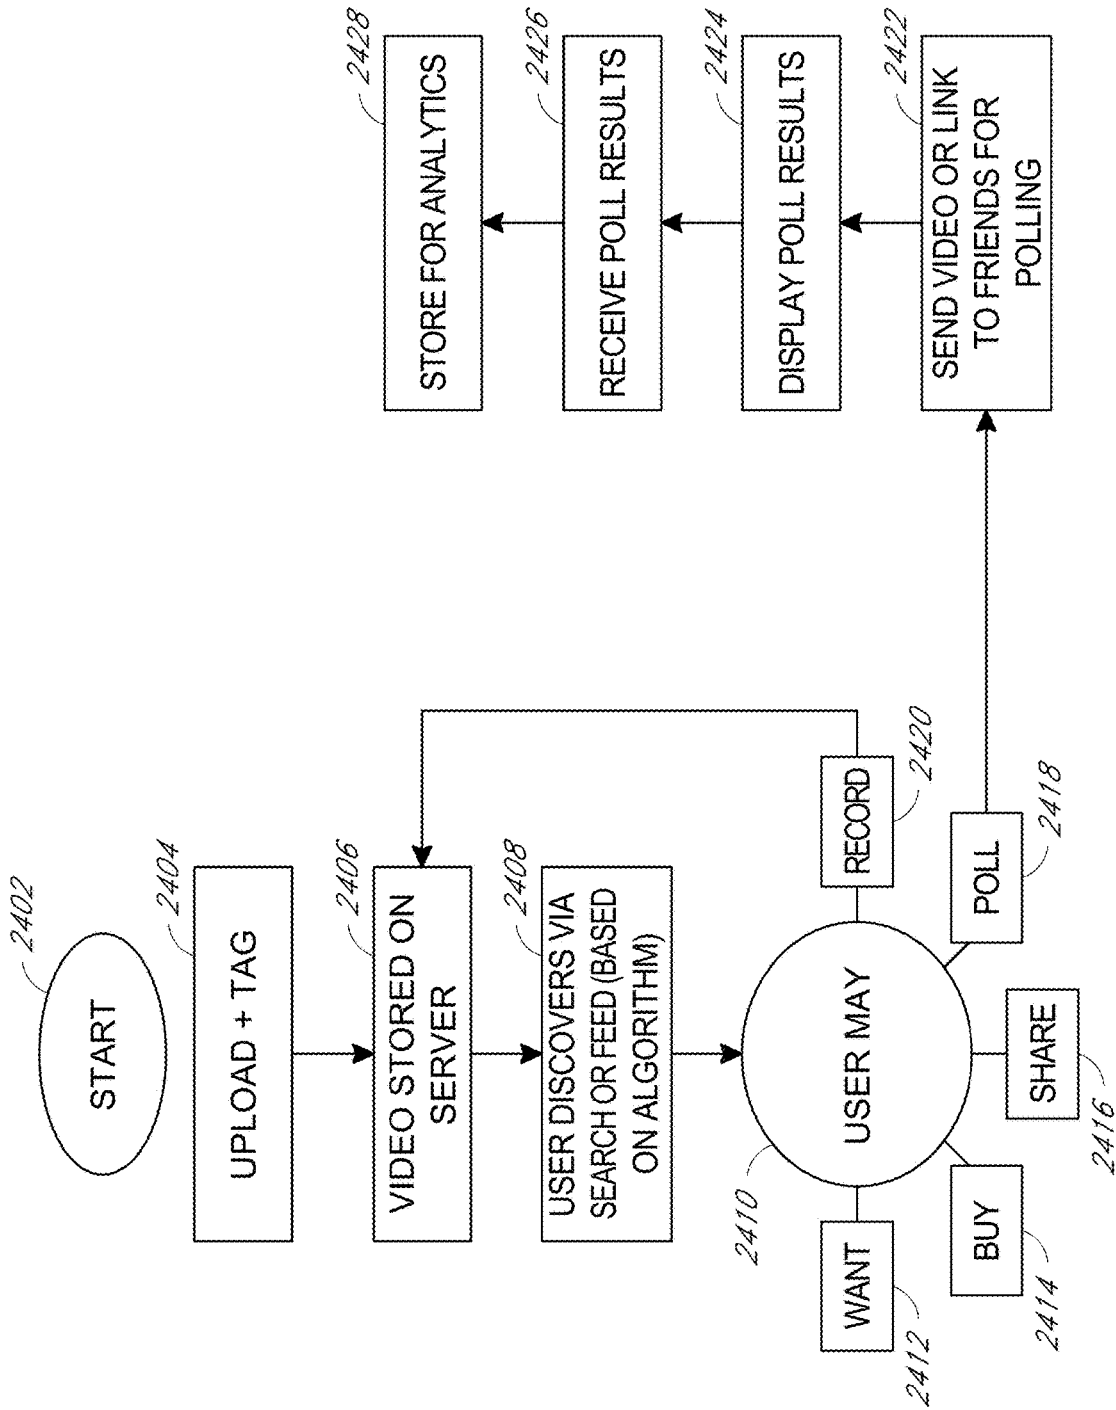 START
2402
UPLOAD + TAG
2404
VIDEO STORED ON
SERVER
2406
USER DISCOVERS VIA
SEARCH OR FEED (BASED
ON ALGORITHM)
2408
USER MAY
2410
WANT
2412
BUY
2414
SHARE
2416
POLL
2418
RECORD
2420
SEND VIDEO OR LINK
TO FRIENDS FOR
POLLING
2422
DISPLAY POLL RESULTS
2424
RECEIVE POLL RESULTS
2426
STORE FOR ANALYTICS
2428